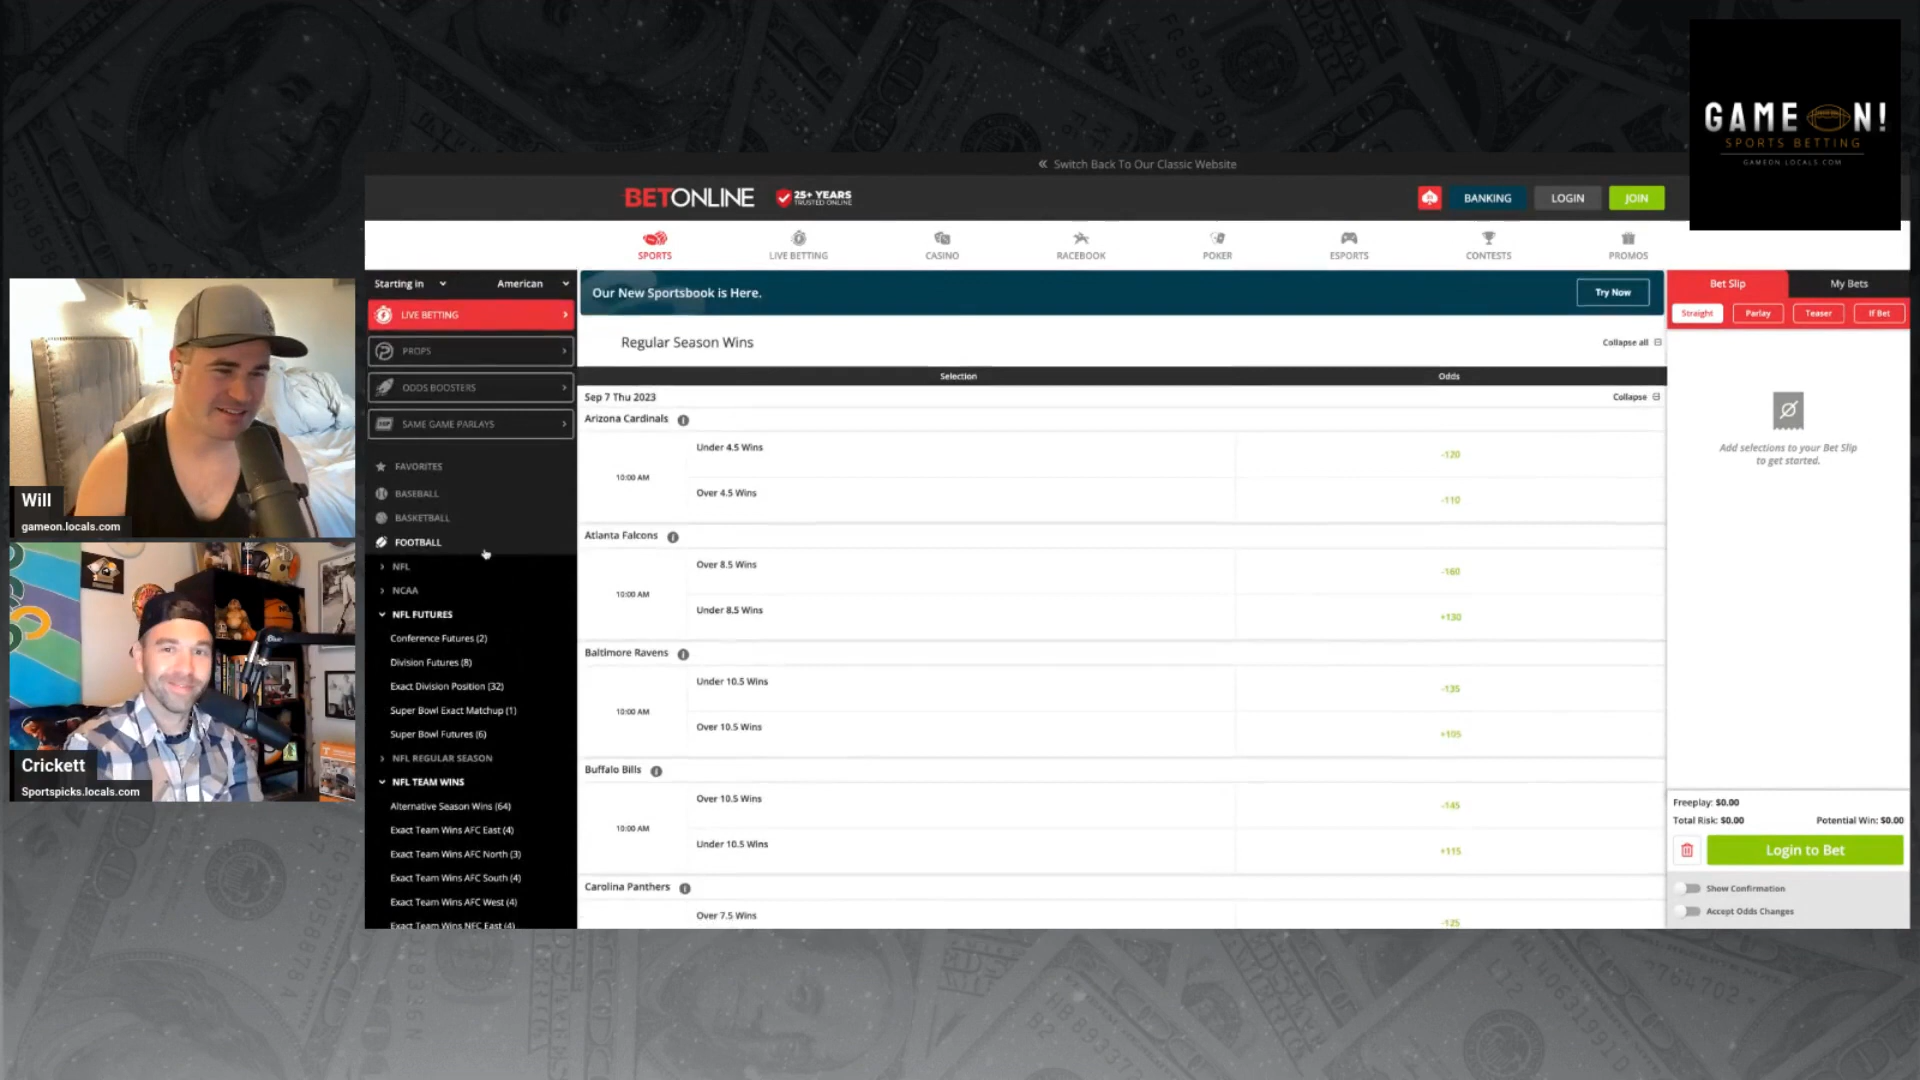 GAME ON!
SPORTS BETTING
GAMEON.LOCALS.COM
« Switch Back To Our Classic Website
BETONLINE
25+ YEARS
TRUSTED ONLINE
BANKING
LOGIN
JOIN
SPORTS
LIVE BETTING
CASINO
RACEBOOK
POKER
ESPORTS
CONTESTS
PROMOS
Starting in
American
LIVE BETTING
PROPS
ODDS BOOSTERS
SAME GAME PARLAYS
FAVORITES
BASEBALL
BASKETBALL
FOOTBALL
NFL
NCAA
NFL FUTURES
Conference Futures (2)
Division Futures (8)
Exact Division Position (32)
Super Bowl Exact Matchup (1)
Super Bowl Futures (6)
NFL REGULAR SEASON
NFL TEAM WINS
Alternative Season Wins (64)
Exact Team Wins AFC East (4)
Exact Team Wins AFC North (3)
Exact Team Wins AFC South (4)
Exact Team Wins AFC West (4)
Exact Team Wins NFC East (4)
Our New Sportsbook is Here.
Try Now
Regular Season Wins
Collapse all
Selection
Odds
Sep 7 Thu 2023
Collapse
Arizona Cardinals
10:00 AM
Under 4.5 Wins
-120
Over 4.5 Wins
-110
Atlanta Falcons
10:00 AM
Over 8.5 Wins
-160
Under 8.5 Wins
+130
Baltimore Ravens
10:00 AM
Under 10.5 Wins
-135
Over 10.5 Wins
+105
Buffalo Bills
10:00 AM
Over 10.5 Wins
-145
Under 10.5 Wins
+115
Carolina Panthers
Over 7.5 Wins
-125
Bet Slip
My Bets
Straight
Parlay
Teaser
If Bet
Add selections to your Bet Slip
to get started.
Freeplay: $0.00
Total Risk: $0.00
Potential Win: $0.00
Login to Bet
Show Confirmation
Accept Odds Changes
Will
gameon.locals.com
Crickett
Sportspicks.locals.com